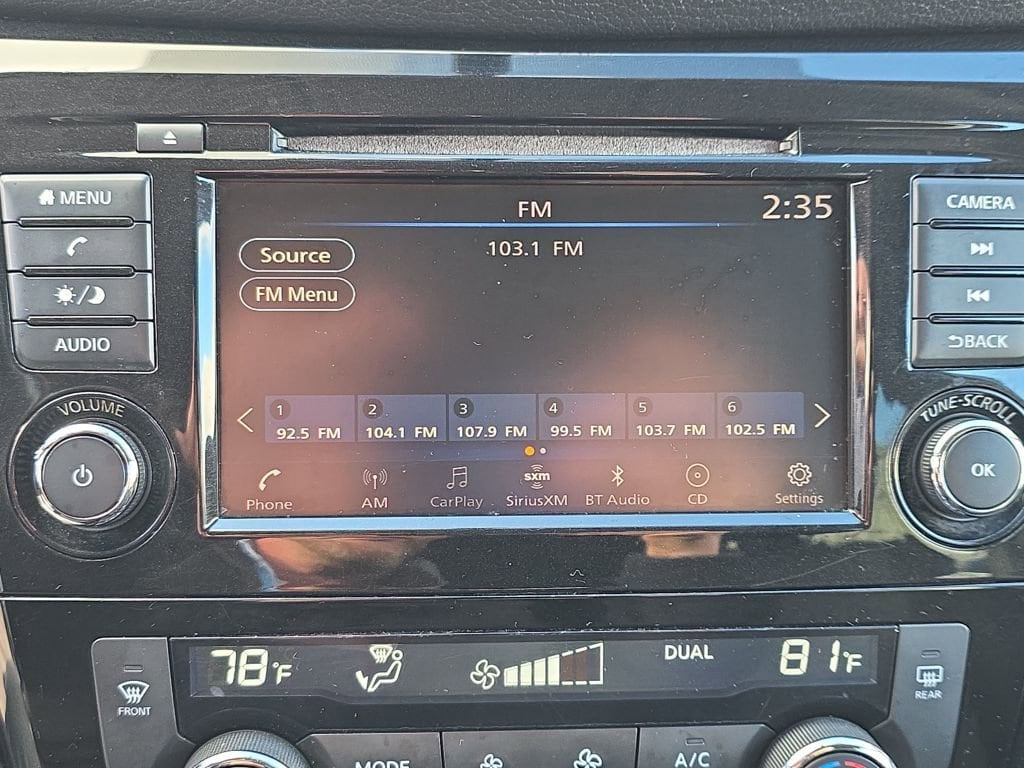 MENU
CAMERA
FM
2:35
Source
103.1 FM
FM Menu
AUDIO
BACK
VOLUME
TUNE-SCROLL
1 2 3 4 5 6
92.5 FM 104.1 FM 107.9 FM 99.5 FM 103.7 FM 102.5 FM
OK
sxm
Phone AM CarPlay SiriusXM BT Audio CD Settings
78°F
DUAL
81°F
FRONT
REAR
MODE
A/C